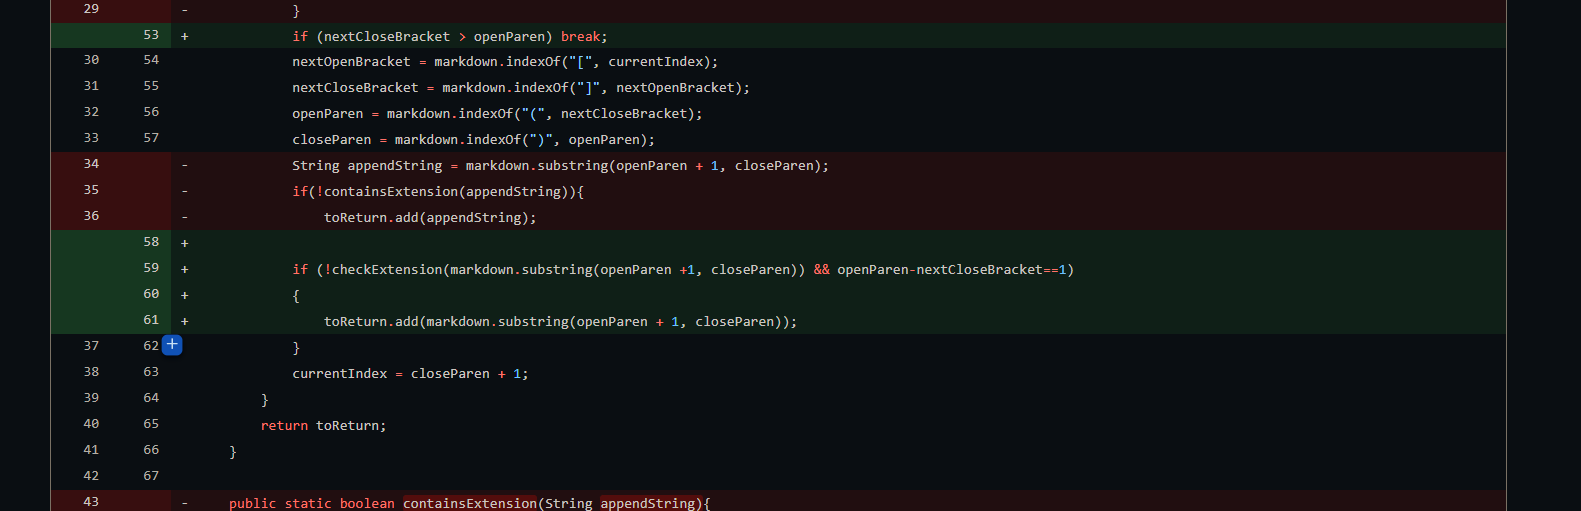 29 - }
53 + if (nextCloseBracket > openParen) break;
30 54 nextOpenBracket = markdown.indexOf("[", currentIndex);
31 55 nextCloseBracket = markdown.indexOf("]", nextOpenBracket);
32 56 openParen = markdown.indexOf("(", nextCloseBracket);
33 57 closeParen = markdown.indexOf(")", openParen);
34 - String appendString = markdown.substring(openParen + 1, closeParen);
35 - if(!containsExtension(appendString)){
36 - toReturn.add(appendString);
58 +
59 + if (!checkExtension(markdown.substring(openParen +1, closeParen)) && openParen-nextCloseBracket==1)
60 + {
61 + toReturn.add(markdown.substring(openParen + 1, closeParen));
37 62 + }
38 63 currentIndex = closeParen + 1;
39 64 }
40 65 return toReturn;
41 66 }
42 67
43 - public static boolean containsExtension(String appendString){